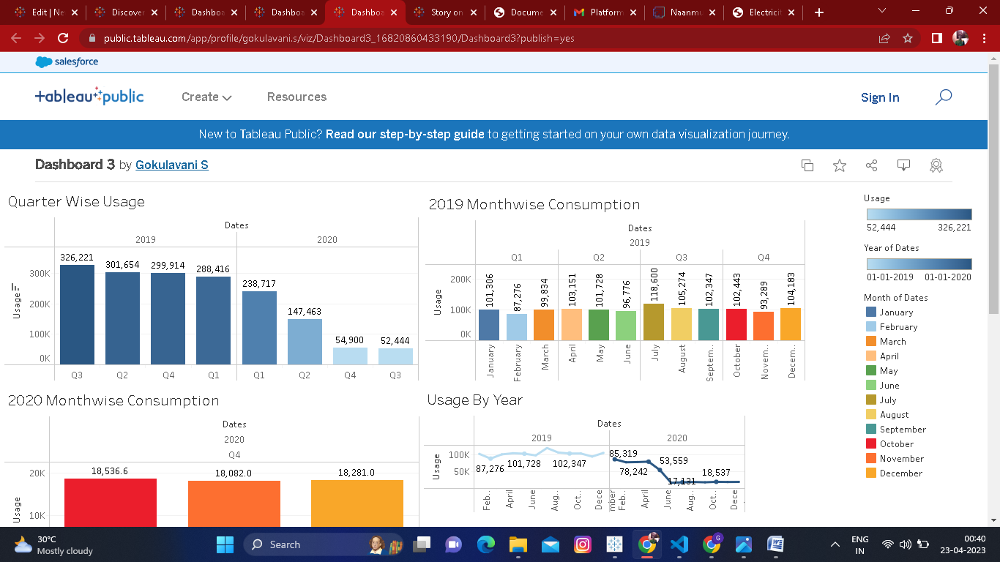 Edit | Ne
Discover
Dashboa
Dashboa
Dashboa
Story on
Docume
Platform
Naanmu
Electricit
public.tableau.com/app/profile/gokulavani.s/viz/Dashboard3_16820860433190/Dashboard3?publish=yes
salesforce
+ableau+public
Create
Resources
Sign In
New to Tableau Public? Read our step-by-step guide to getting started on your own data visualization journey.
Dashboard 3 by Gokulavani S
Quarter Wise Usage
Dates
2019 2020
326,221 301,654 299,914 288,416 238,717 147,463 54,900 52,444
Usage
300K
200K
100K
0K
Q3 Q2 Q4 Q1 Q1 Q2 Q4 Q3
2019 Monthwise Consumption
Dates
2019
Q1 Q2 Q3 Q4
Usage
200K
100K
0K
101,306 87,276 99,834 103,151 101,728 96,776 118,600 105,274 102,347 102,443 93,289 104,183
January February March April May June July August Septem.. October Novem.. Decem..
Usage
52,444 326,221
Year of Dates
01-01-2019 01-01-2020
Month of Dates
January
February
March
April
May
June
July
August
September
October
November
December
2020 Monthwise Consumption
Dates
2020
Q4
Usage
20K
10K
18,536.6 18,082.0 18,281.0
Usage By Year
Dates
2019 2020
Usage
100K
50K
87,276 101,728 102,347 85,319 78,242 53,559 17,131 18,537
Feb.. April June Aug.. Oct.. Dece mber Feb.. April June Aug.. Oct.. Dece
30°C
Mostly cloudy
Search
ENG
IN
00:40
23-04-2023